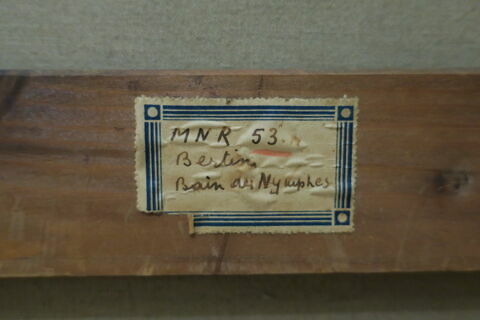 MNR 53
Bertin
Bain des Nymphes